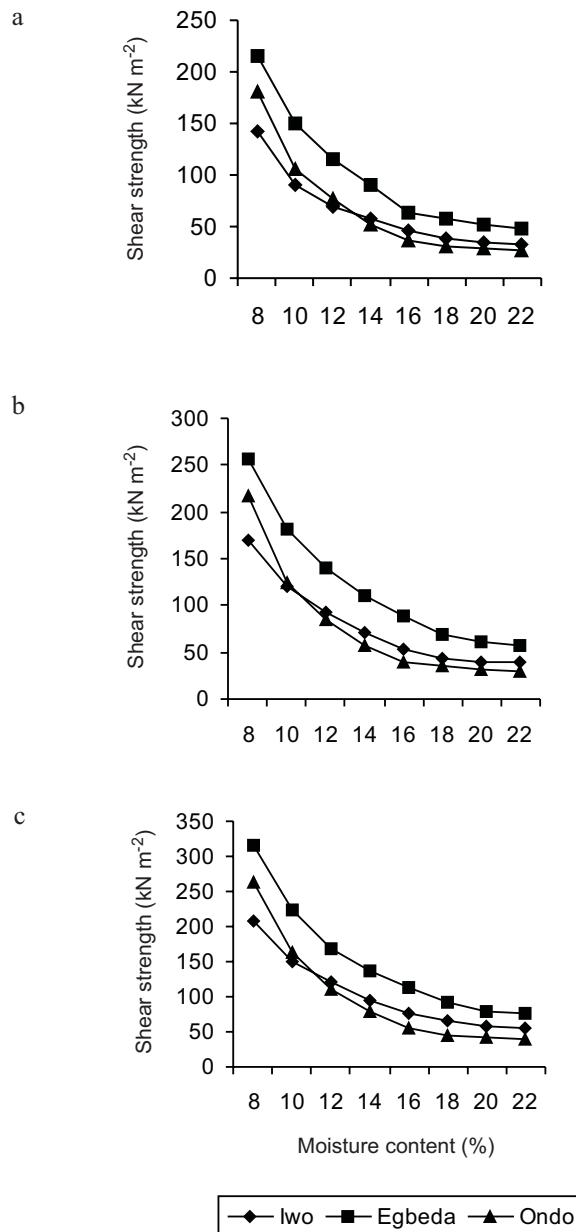 a
Shear strength (kN m-2)
250
200
150
100
50
0
8 10 12 14 16 18 20 22
b
Shear strength (kN m-2)
300
250
200
150
100
50
0
8 10 12 14 16 18 20 22
c
Shear strength (kN m-2)
350
300
250
200
150
100
50
0
8 10 12 14 16 18 20 22
Moisture content (%)
Iwo Egbeda Ondo